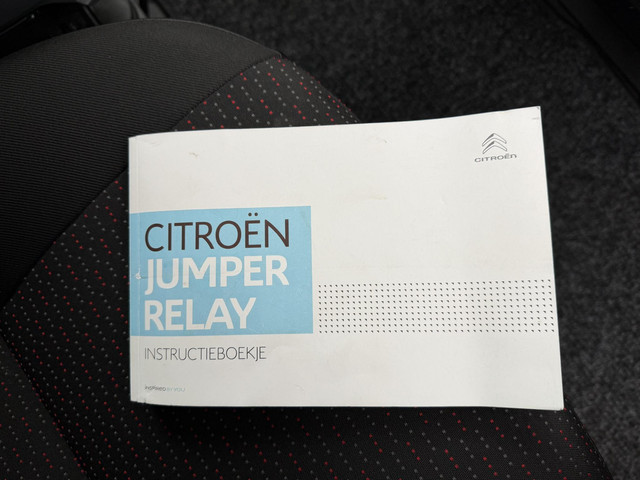 CITROËN
CITROËN
JUMPER
RELAY
INSTRUCTIEBOEKJE